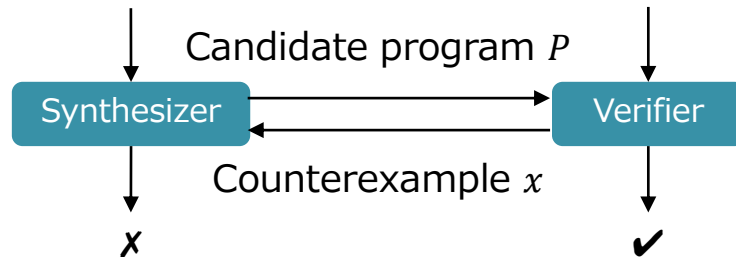 Candidate program P
Synthesizer
Verifier
Counterexample x
✗
✔